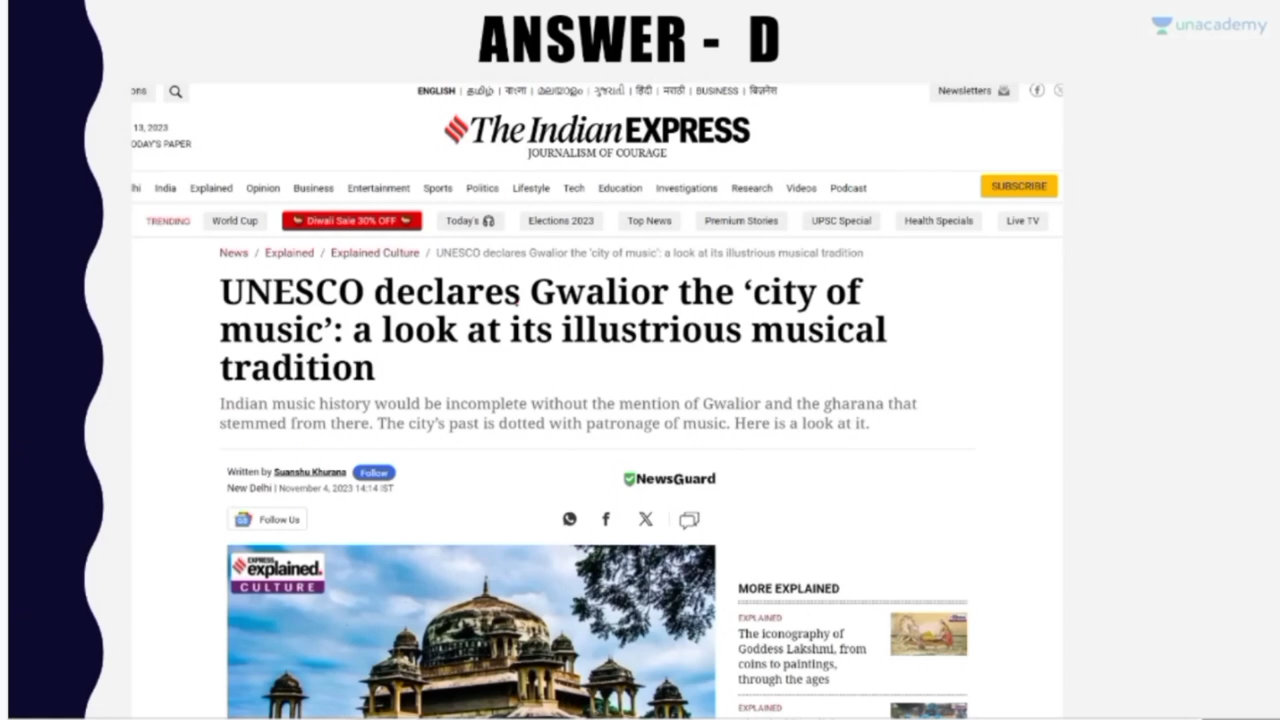 ANSWER - D
unacademy
ons
ENGLISH | தமிழ் | বাংলা | മലയാളം | ગુજરાતી | हिंदी | मराठी | BUSINESS | बिज़नेस
Newsletters
13, 2023
ODAY'S PAPER
The Indian EXPRESS
JOURNALISM OF COURAGE
hi India Explained Opinion Business Entertainment Sports Politics Lifestyle Tech Education Investigations Research Videos Podcast
SUBSCRIBE
TRENDING World Cup Diwali Sale 30% OFF Today's Elections 2023 Top News Premium Stories UPSC Special Health Specials Live TV
News / Explained / Explained Culture / UNESCO declares Gwalior the 'city of music': a look at its illustrious musical tradition
UNESCO declares Gwalior the ‘city of
music’: a look at its illustrious musical
tradition
Indian music history would be incomplete without the mention of Gwalior and the gharana that
stemmed from there. The city’s past is dotted with patronage of music. Here is a look at it.
Written by Suanshu Khurana Follow
New Delhi | November 4, 2023 14:14 IST
NewsGuard
Follow Us
EXPRESS
explained.
CULTURE
MORE EXPLAINED
EXPLAINED
The iconography of
Goddess Lakshmi, from
coins to paintings,
through the ages
EXPLAINED